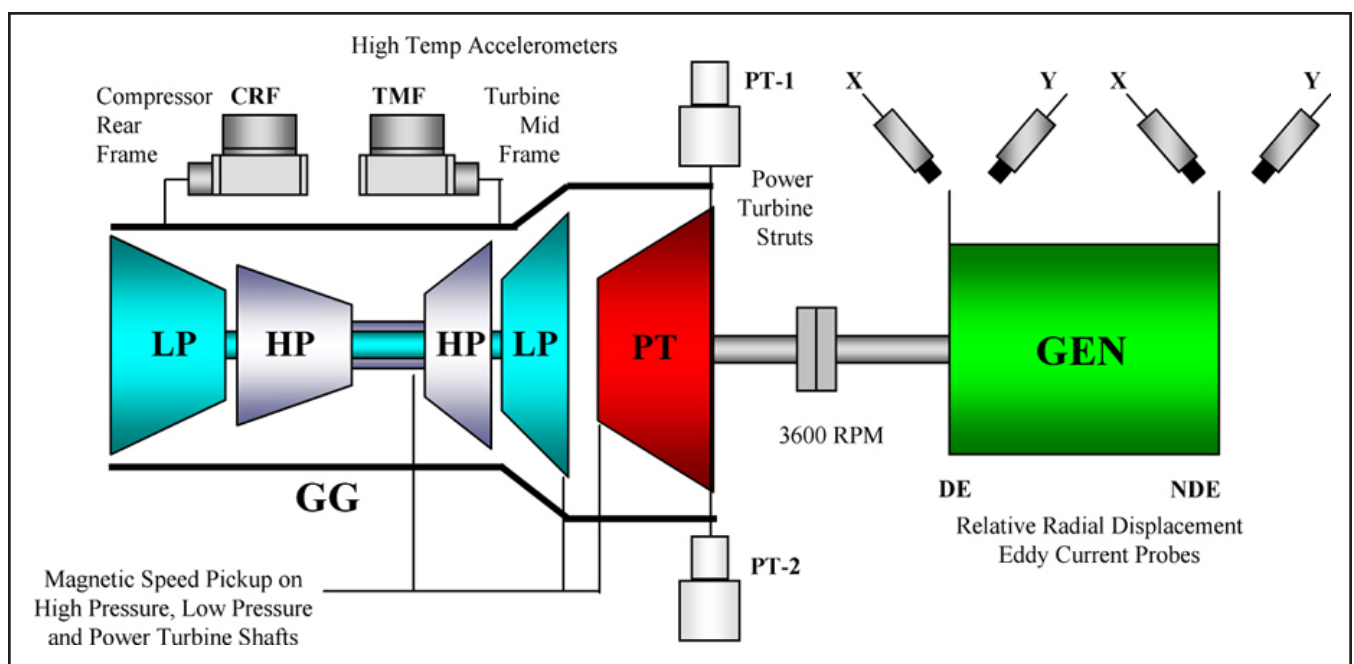 High Temp Accelerometers
Compressor
Rear
Frame
CRF
TMF
Turbine
Mid
Frame
PT-1
X
Y
X
Y
Power
Turbine
Struts
LP
HP
HP
LP
PT
GEN
3600 RPM
GG
DE
NDE
Relative Radial Displacement
Eddy Current Probes
PT-2
Magnetic Speed Pickup on
High Pressure, Low Pressure
and Power Turbine Shafts